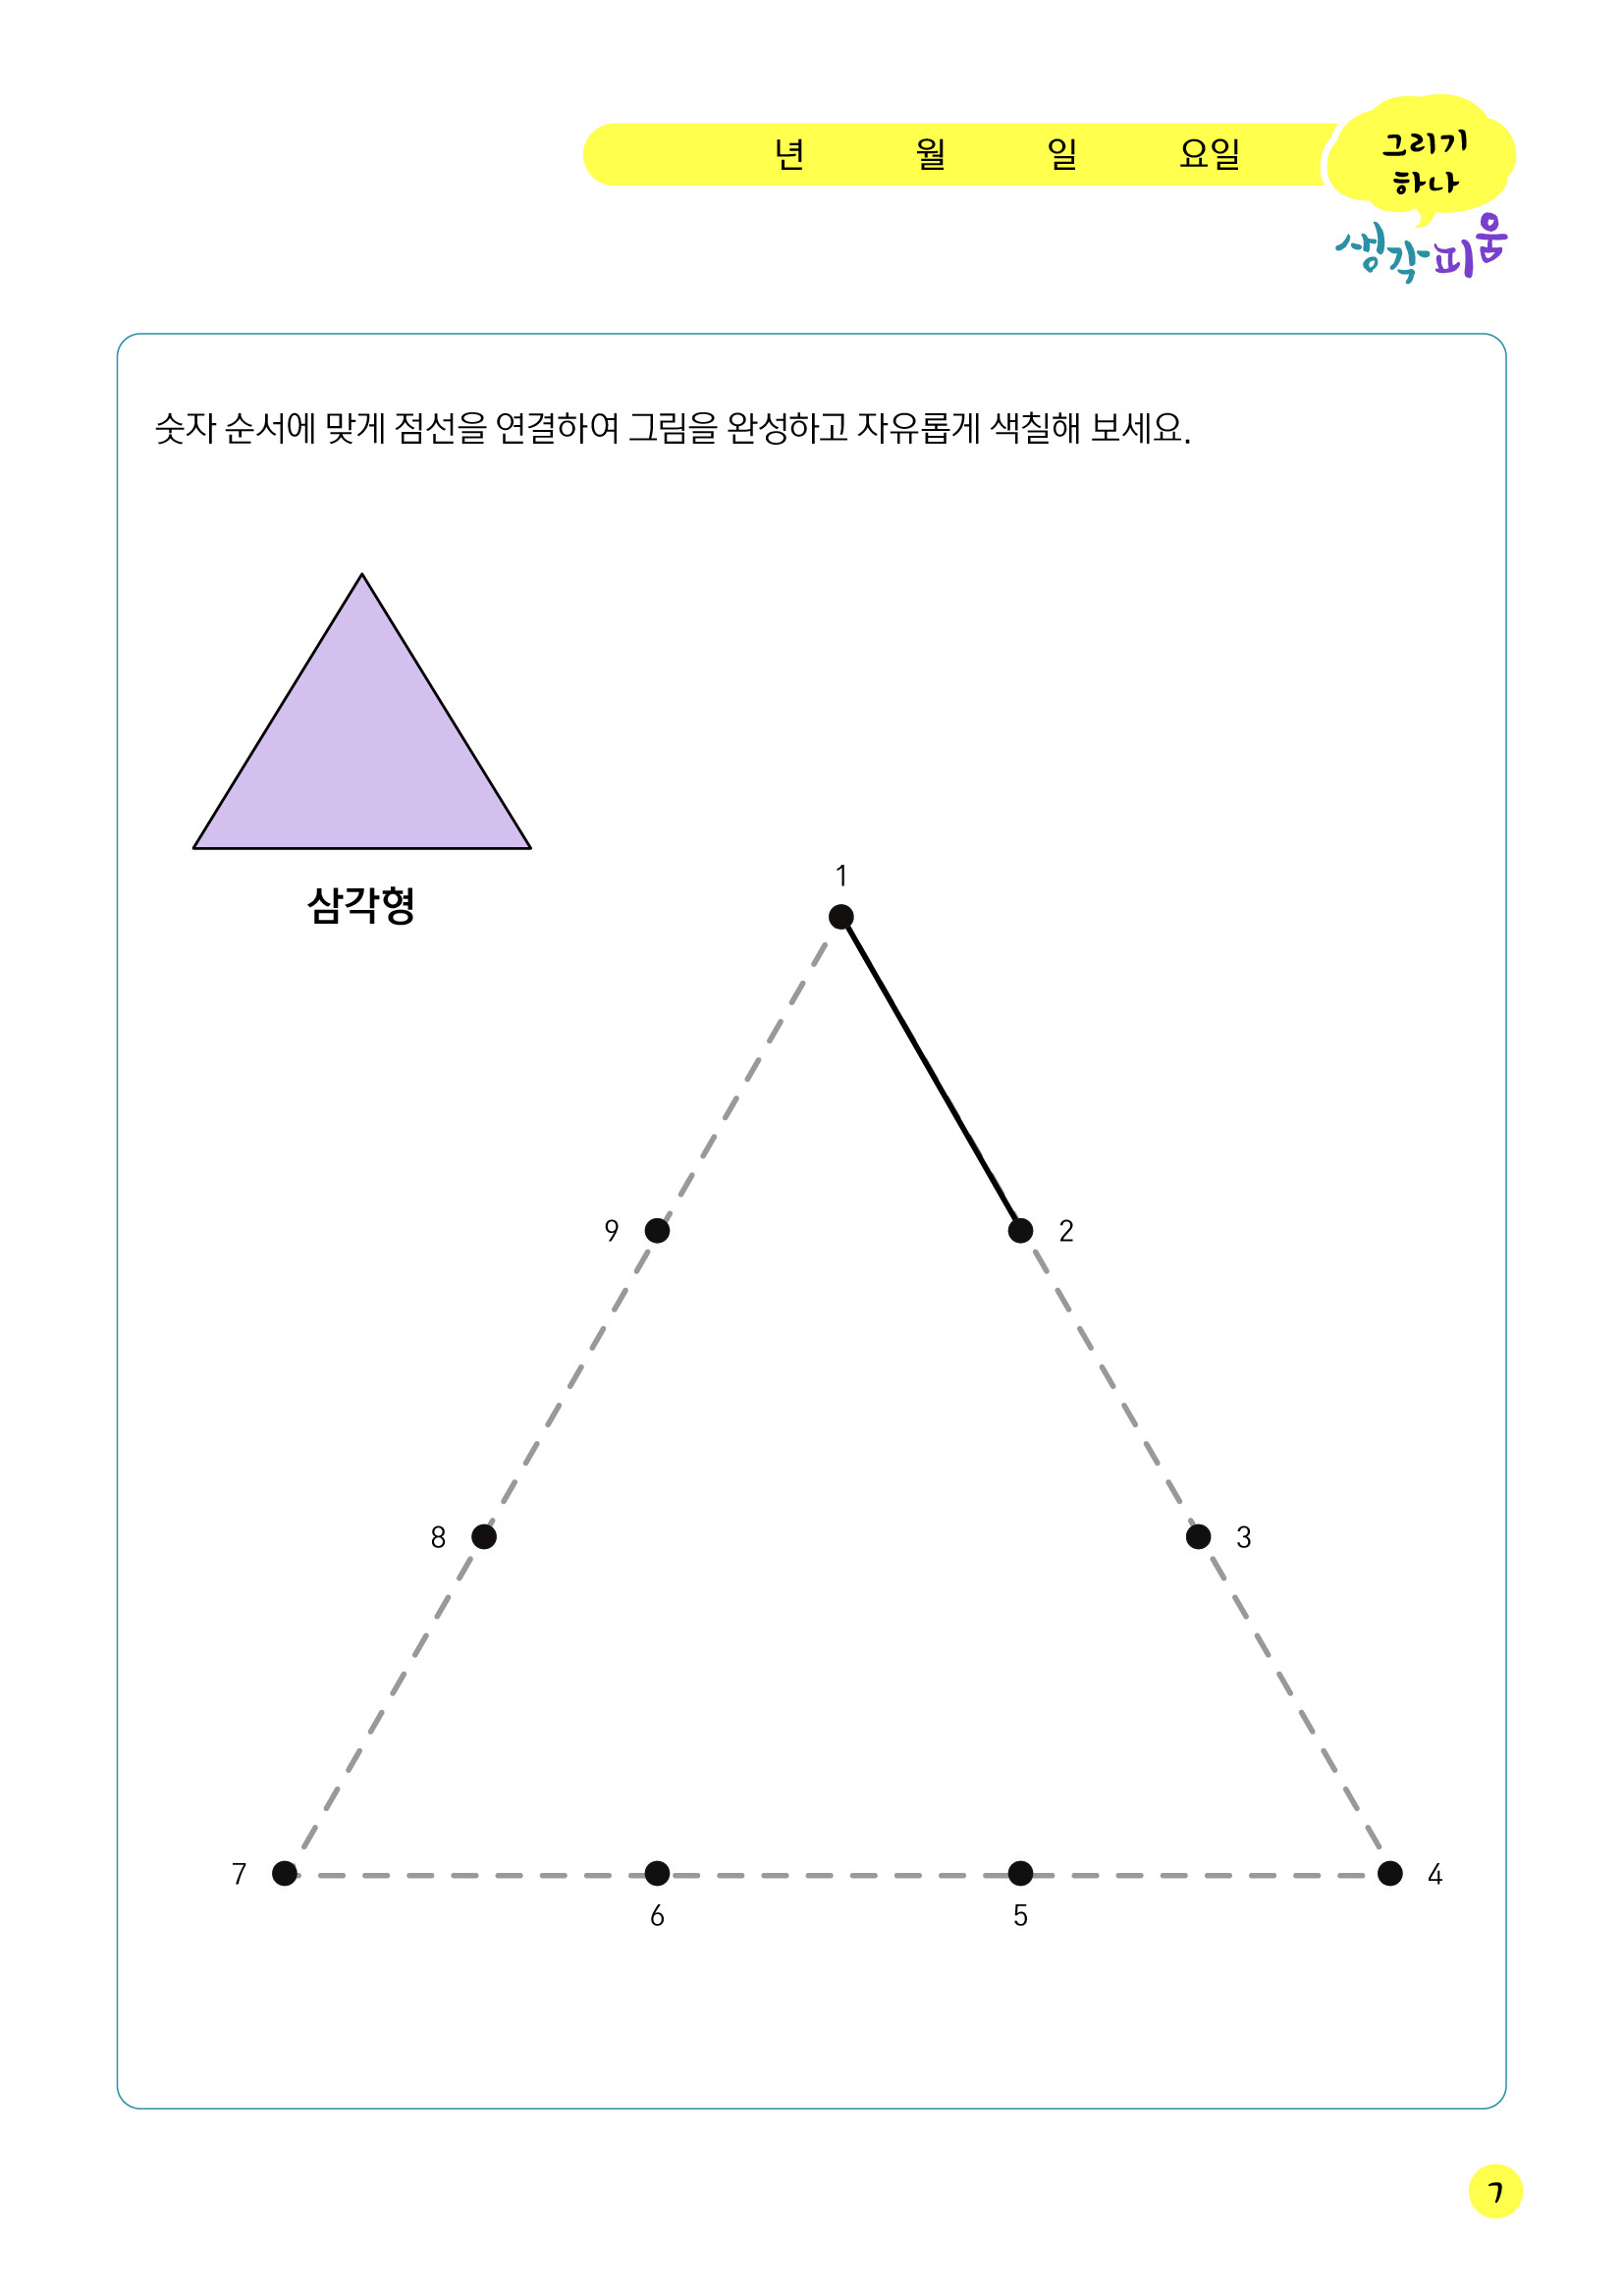 년 월 일 요일
그리기
하나
생각피움
숫자 순서에 맞게 점선을 연결하여 그림을 완성하고 자유롭게 색칠해 보세요.
삼각형
1
9 2
8 3
7 4
6 5
7